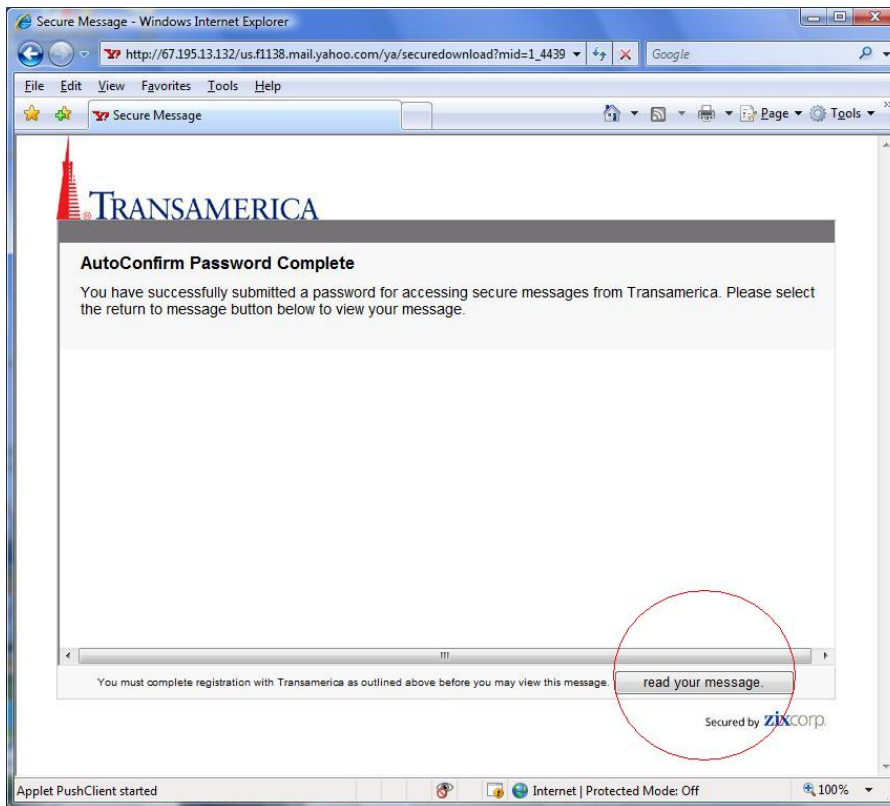 Secure Message - Windows Internet Explorer
http://67.195.13.132/us.f1138.mail.yahoo.com/ya/securedownload?mid=1_4439
Google
File Edit View Favorites Tools Help
Secure Message
Page Tools
TRANSAMERICA
AutoConfirm Password Complete
You have successfully submitted a password for accessing secure messages from Transamerica. Please select
the return to message button below to view your message.
You must complete registration with Transamerica as outlined above before you may view this message.
read your message.
Secured by zixcorp.
Applet PushClient started
Internet | Protected Mode: Off
100%